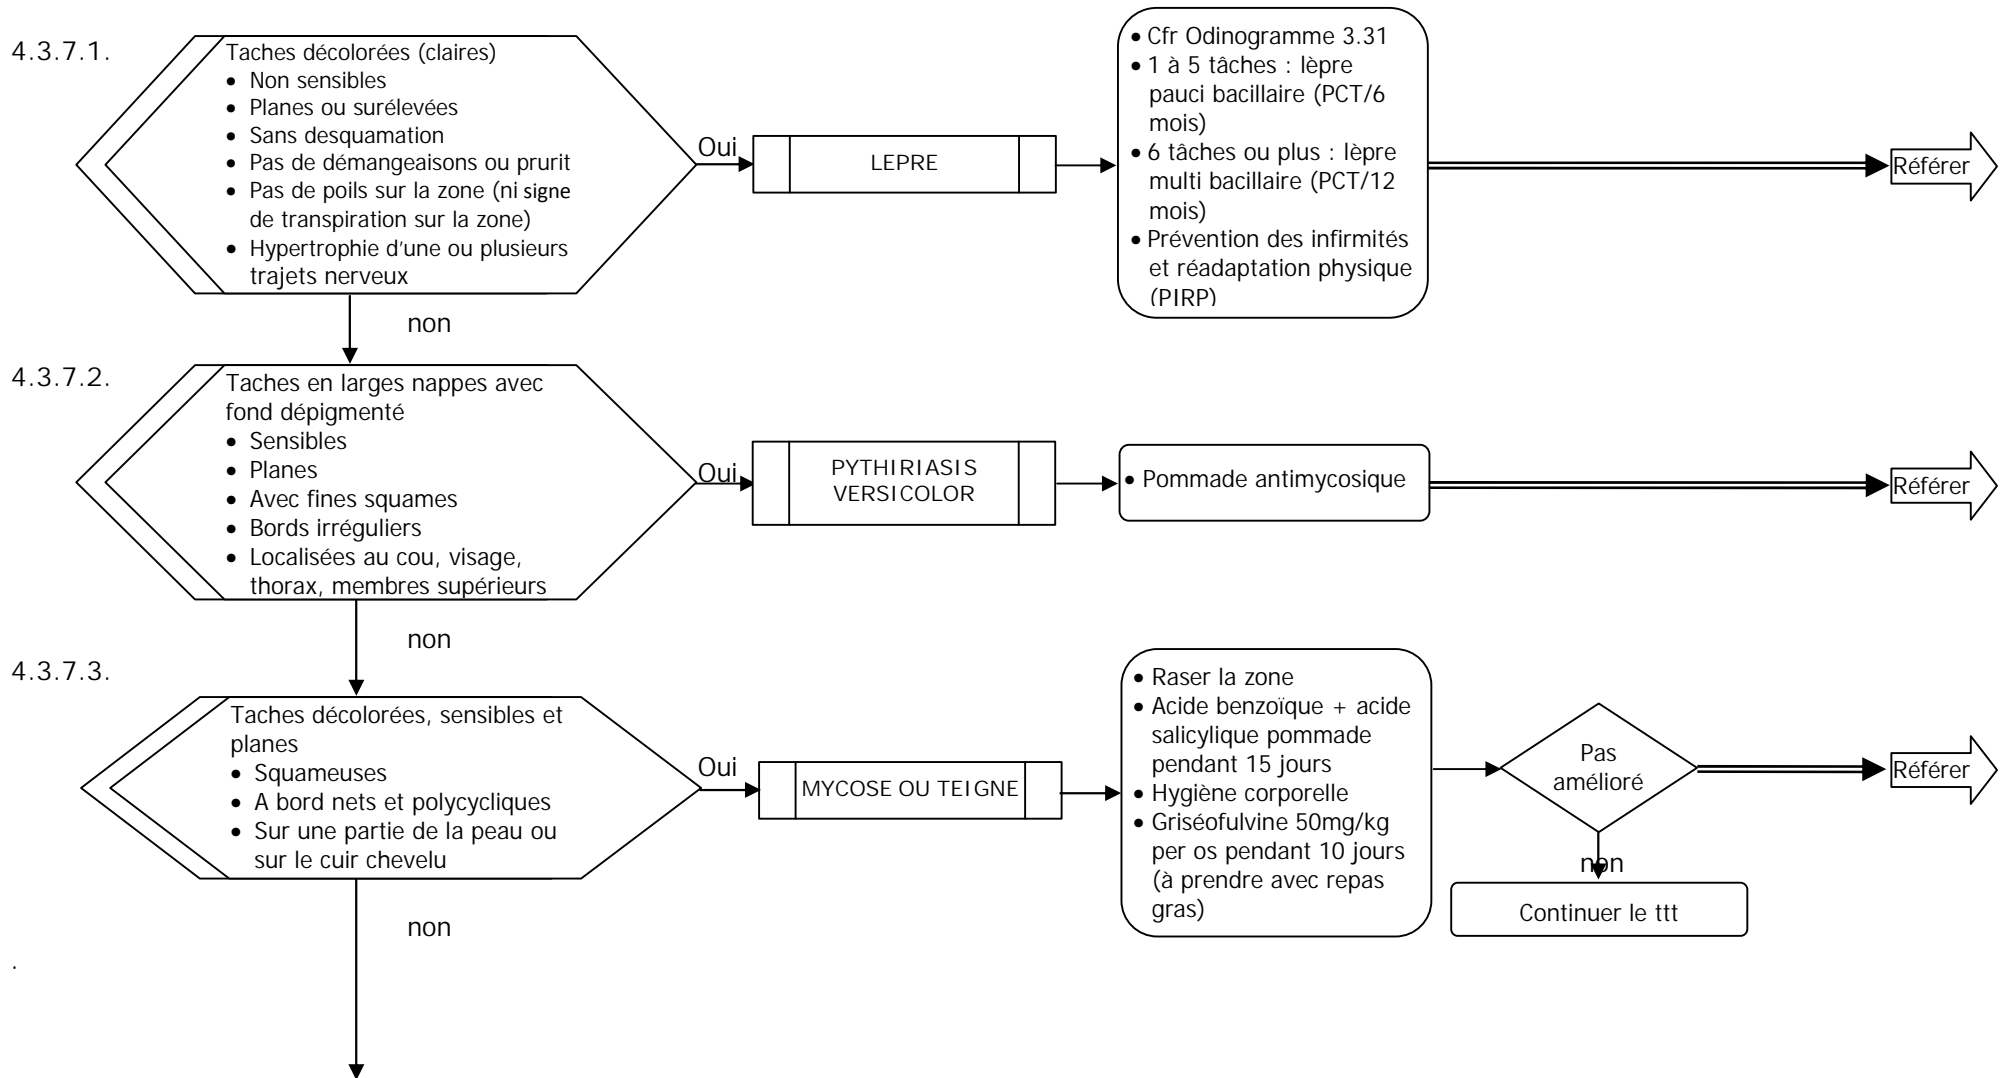 4.3.7.1.
Taches décolorées (claires)
• Non sensibles
• Planes ou surélevées
• Sans desquamation
• Pas de démangeaisons ou prurit
• Pas de poils sur la zone (ni signe
de transpiration sur la zone)
• Hypertrophie d'une ou plusieurs
trajets nerveux
Oui
LEPRE
• Cfr Odinogramme 3.31
• 1 à 5 tâches : lèpre
pauci bacillaire (PCT/6
mois)
• 6 tâches ou plus : lèpre
multi bacillaire (PCT/12
mois)
• Prévention des infirmités
et réadaptation physique
(PIRP)
Référer
non
4.3.7.2.
Taches en larges nappes avec
fond dépigmenté
• Sensibles
• Planes
• Avec fines squames
• Bords irréguliers
• Localisées au cou, visage,
thorax, membres supérieurs
Oui
PYTHIRIASIS
VERSICOLOR
• Pommade antimycosique
Référer
non
4.3.7.3.
Taches décolorées, sensibles et
planes
• Squameuses
• A bord nets et polycycliques
• Sur une partie de la peau ou
sur le cuir chevelu
Oui
MYCOSE OU TEIGNE
• Raser la zone
• Acide benzoïque + acide
salicylique pommade
pendant 15 jours
• Hygiène corporelle
• Griséofulvine 50mg/kg
per os pendant 10 jours
(à prendre avec repas
gras)
Pas
amélioré
Référer
non
Continuer le ttt
non
.